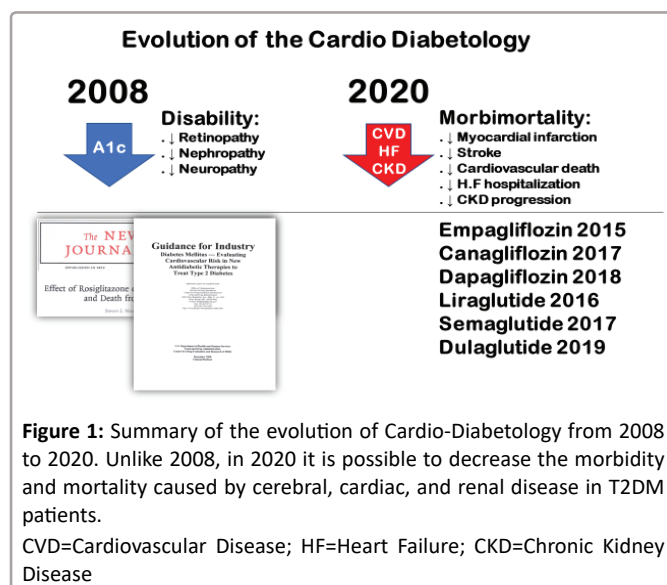 Evolution of the Cardio Diabetology
2008
A1c
Disability:
. ↓ Retinopathy
. ↓ Nephropathy
. ↓ Neuropathy
2020
CVD
HF
CKD
Morbimortality:
. ↓ Myocardial infarction
. ↓ Stroke
. ↓ Cardiovascular death
. ↓ H.F hospitalization
. ↓ CKD progression
The NEW
JOURNA
Effect of Rosiglitazone
and Death fro
Guidance for Industry
Diabetes Mellitus — Evaluating
Cardiovascular Risk in New
Antidiabetic Therapies to
Treat Type 2 Diabetes
Empagliflozin 2015
Canagliflozin 2017
Dapagliflozin 2018
Liraglutide 2016
Semaglutide 2017
Dulaglutide 2019
Figure 1: Summary of the evolution of Cardio-Diabetology from 2008
to 2020. Unlike 2008, in 2020 it is possible to decrease the morbidity
and mortality caused by cerebral, cardiac, and renal disease in T2DM
patients.
CVD=Cardiovascular Disease; HF=Heart Failure; CKD=Chronic Kidney
Disease